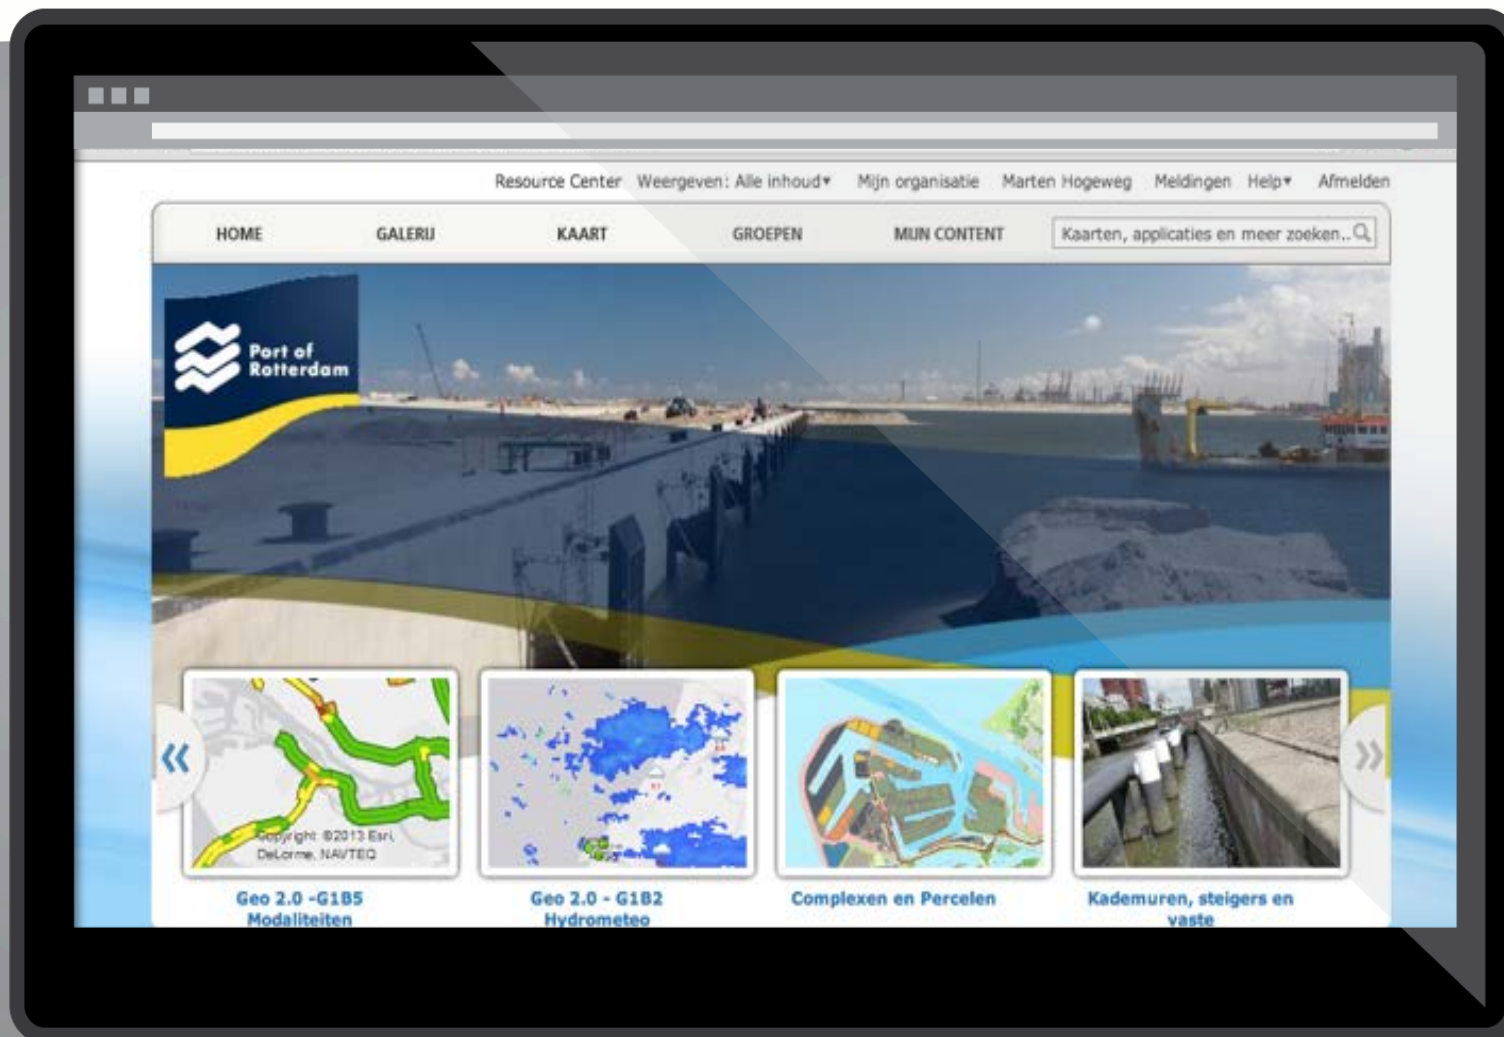 Resource Center Weergeven: Alle inhoud▾ Mijn organisatie Marten Hogeweg Meldingen Help▾ Afmelden
HOME GALERIJ KAART GROEPEN MIJN CONTENT Kaarten, applicaties en meer zoeken..
Port of
Rotterdam
Copyright: ©2013 Esri,
DeLorme, NAVTEQ
Geo 2.0 -G1B5
Modaliteiten
Geo 2.0 - G1B2
Hydrometeo
Complexen en Percelen
Kademuren, steigers en
vaste